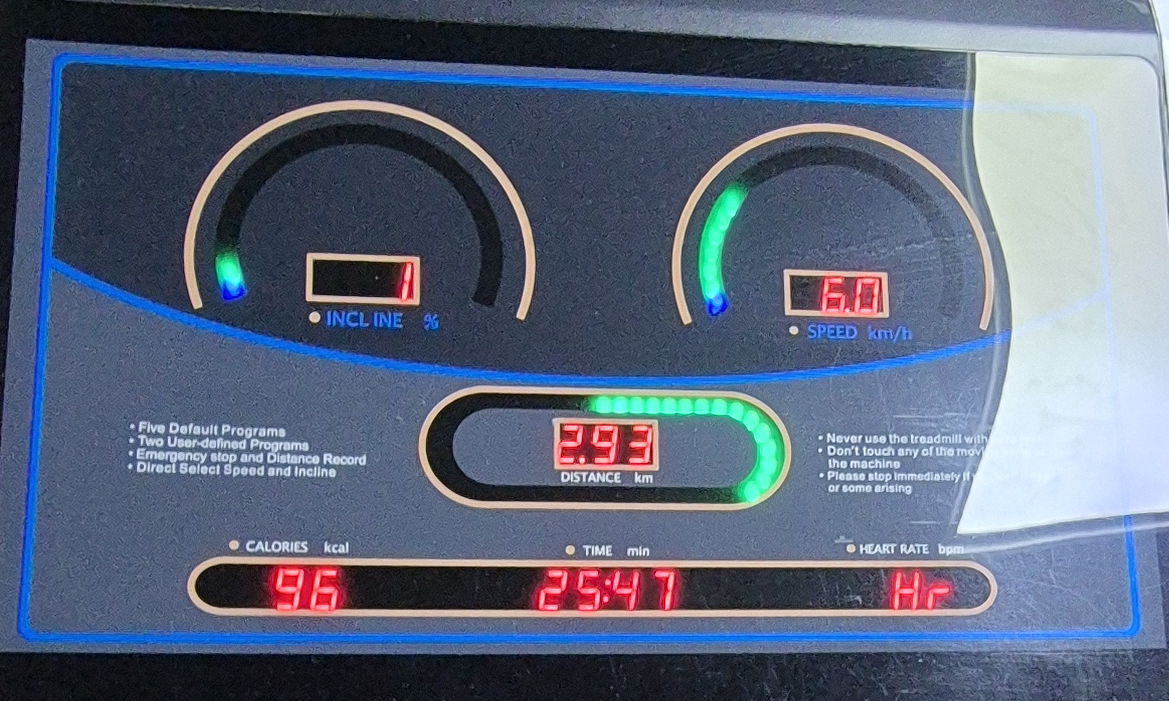 1
INCLINE %
6.0
SPEED km/h
• Five Default Programs
• Two User-defined Programs
• Emergency stop and Distance Record
• Direct Select Speed and Incline
2.93
DISTANCE km
• Never use the treadmill with
• Don't touch any of the
the machine
• Please stop immediately if
or some arising
CALORIES kcal
TIME min
HEART RATE bpm
96
25:47
Hr